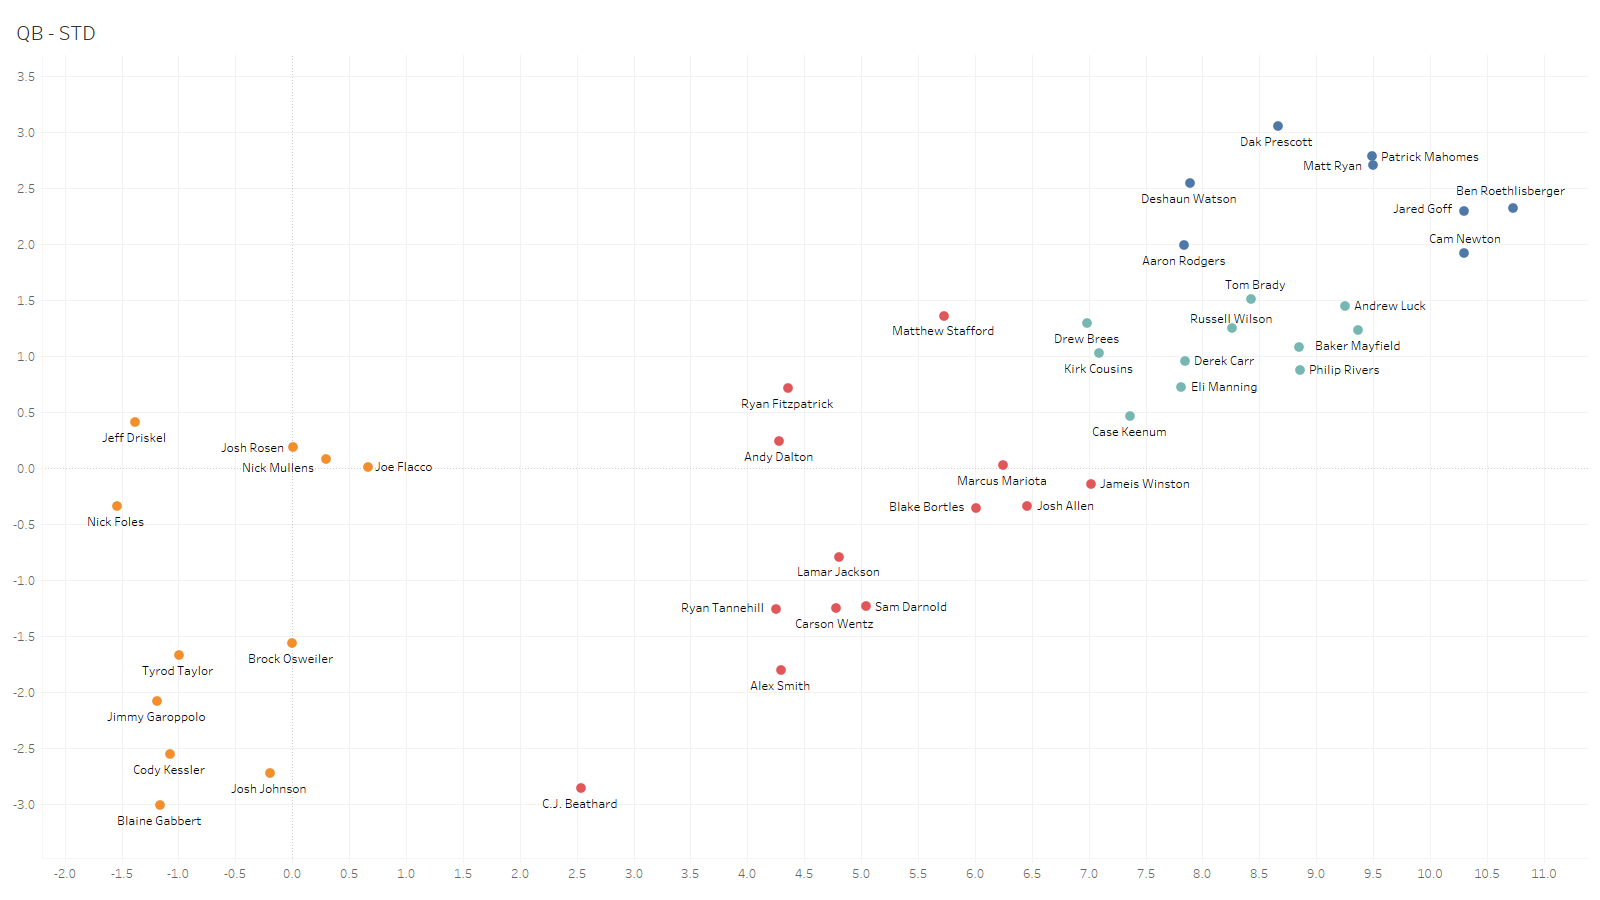 QB - STD
3.5
3.0
2.5
2.0
1.5
1.0
0.5
0.0
-0.5
-1.0
-1.5
-2.0
-2.5
-3.0
Dak Prescott
Patrick Mahomes
Matt Ryan
Deshaun Watson
Ben Roethlisberger
Jared Goff
Cam Newton
Aaron Rodgers
Tom Brady
Andrew Luck
Russell Wilson
Matthew Stafford
Drew Brees
Baker Mayfield
Derek Carr
Kirk Cousins
Philip Rivers
Eli Manning
Ryan Fitzpatrick
Case Keenum
Jeff Driskel
Josh Rosen
Andy Dalton
Nick Mullens
Joe Flacco
Marcus Mariota
Jameis Winston
Blake Bortles
Josh Allen
Nick Foles
Lamar Jackson
Ryan Tannehill
Sam Darnold
Carson Wentz
Brock Osweiler
Tyrod Taylor
Alex Smith
Jimmy Garoppolo
Cody Kessler
Josh Johnson
C.J. Beathard
Blaine Gabbert
-2.0 -1.5 -1.0 -0.5 0.0 0.5 1.0 1.5 2.0 2.5 3.0 3.5 4.0 4.5 5.0 5.5 6.0 6.5 7.0 7.5 8.0 8.5 9.0 9.5 10.0 10.5 11.0